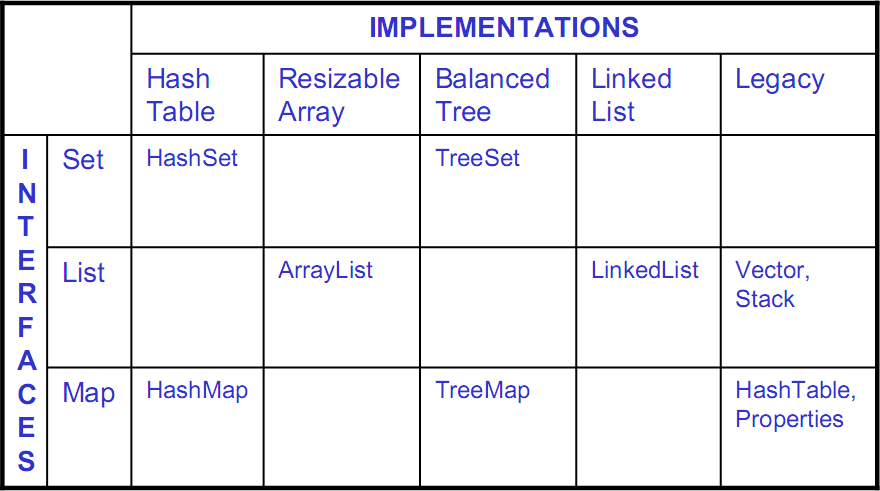 IMPLEMENTATIONS
Hash Table
Resizable Array
Balanced Tree
Linked List
Legacy
INTERFACES
Set
HashSet
TreeSet
List
ArrayList
LinkedList
Vector,
Stack
Map
HashMap
TreeMap
HashTable,
Properties